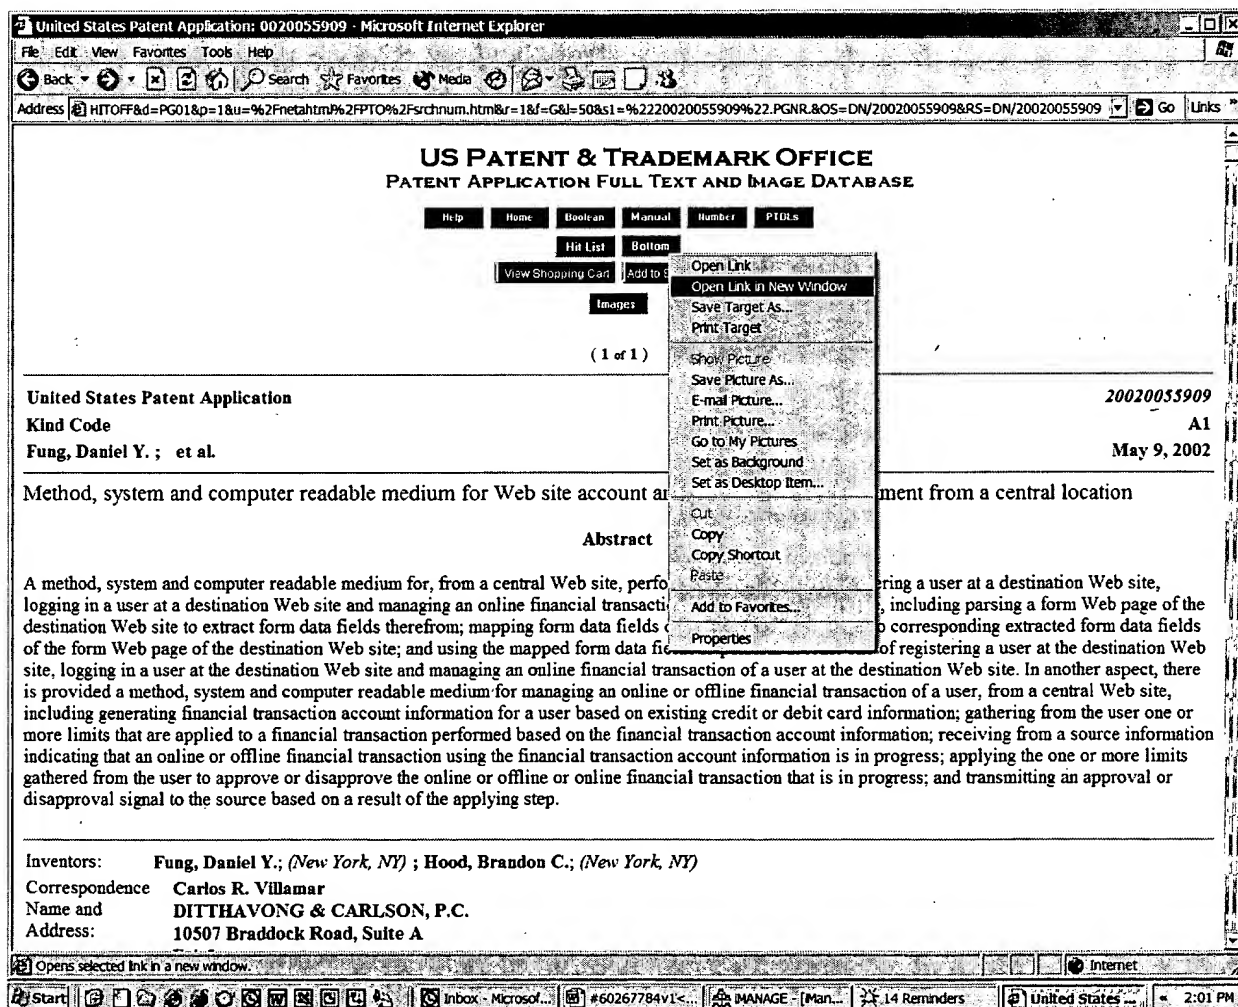 United States Patent Application: 0020055909 - Microsoft Internet Explorer
File Edit View Favorites Tools Help
Back Search Favorites Media
Address HITOFF&d=PG01&p=1&u=%2Fnetahtml%2FPTO%2Fsrchnum.htm&r=1&f=G&l=50&s1=%2220020055909%22.PGNR.&OS=DN/20020055909&RS=DN/20020055909 Go Links »
US PATENT & TRADEMARK OFFICE
PATENT APPLICATION FULL TEXT AND IMAGE DATABASE
Help Home Boolean Manual Number PTDLs
Hit List Bottom
View Shopping Cart Add to S
Images
Open Link
Open Link in New Window
Save Target As...
Print Target
Show Picture
Save Picture As...
E-mail Picture...
Print Picture...
Go to My Pictures
Set as Background
Set as Desktop Item...
Cut
Copy
Copy Shortcut
Paste
Add to Favorites...
Properties
( 1 of 1 )
United States Patent Application 20020055909
Kind Code A1
Fung, Daniel Y. ; et al. May 9, 2002
Method, system and computer readable medium for Web site account an ment from a central location
Abstract
A method, system and computer readable medium for, from a central Web site, perfo ering a user at a destination Web site,
logging in a user at a destination Web site and managing an online financial transacti , including parsing a form Web page of the
destination Web site to extract form data fields therefrom; mapping form data fields o corresponding extracted form data fields
of the form Web page of the destination Web site; and using the mapped form data fie of registering a user at the destination Web
site, logging in a user at the destination Web site and managing an online financial transaction of a user at the destination Web site. In another aspect, there
is provided a method, system and computer readable medium for managing an online or offline financial transaction of a user, from a central Web site,
including generating financial transaction account information for a user based on existing credit or debit card information; gathering from the user one or
more limits that are applied to a financial transaction performed based on the financial transaction account information; receiving from a source information
indicating that an online or offline financial transaction using the financial transaction account information is in progress; applying the one or more limits
gathered from the user to approve or disapprove the online or offline or online financial transaction that is in progress; and transmitting an approval or
disapproval signal to the source based on a result of the applying step.
Inventors: Fung, Daniel Y.; (New York, NY) ; Hood, Brandon C.; (New York, NY)
Correspondence Carlos R. Villamar
Name and DITTHAVONG & CARLSON, P.C.
Address: 10507 Braddock Road, Suite A
Opens selected link in a new window. Internet
Start Inbox - Microsof... #60267784v1<... iMANAGE - [Man... 14 Reminders United States ... « 2:01 PM